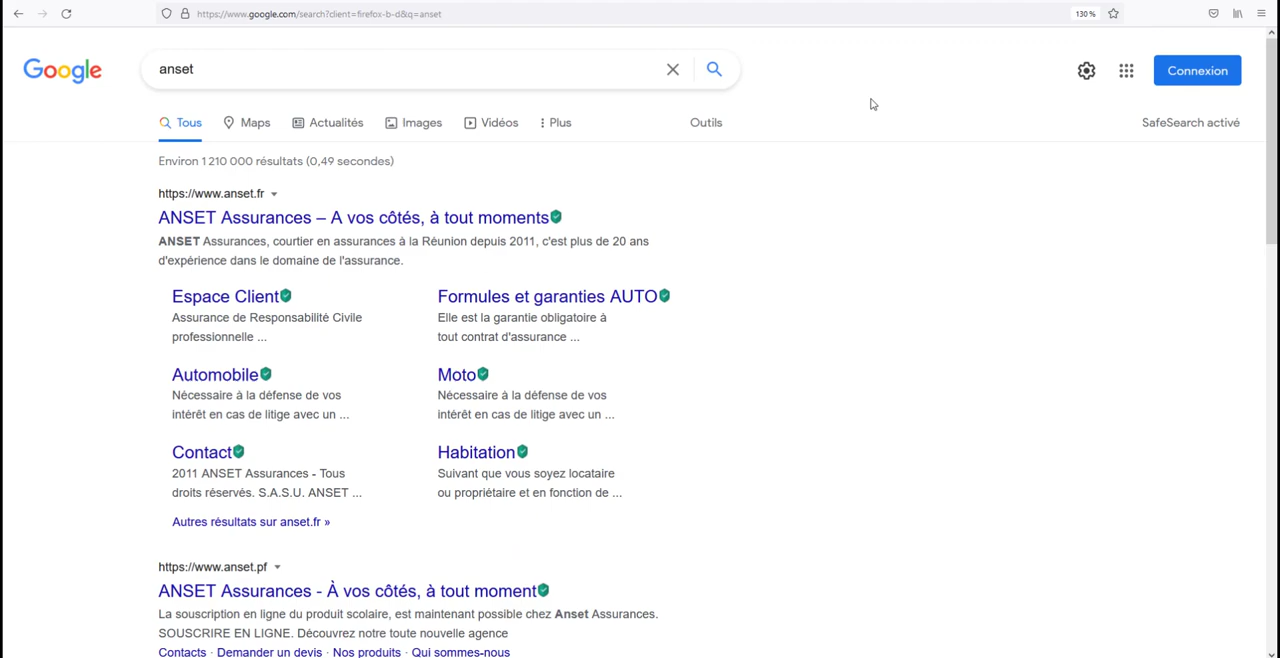 https://www.google.com/search?client=firefox-b-d&q=anset
130 %
Google
anset
Connexion
Tous
Maps
Actualités
Images
Vidéos
Plus
Outils
SafeSearch activé
Environ 1 210 000 résultats (0,49 secondes)
https://www.anset.fr
ANSET Assurances – A vos côtés, à tout moments
ANSET Assurances, courtier en assurances à la Réunion depuis 2011, c'est plus de 20 ans
d'expérience dans le domaine de l'assurance.
Espace Client
Assurance de Responsabilité Civile
professionnelle ...
Formules et garanties AUTO
Elle est la garantie obligatoire à
tout contrat d'assurance ...
Automobile
Nécessaire à la défense de vos
intérêt en cas de litige avec un ...
Moto
Nécessaire à la défense de vos
intérêt en cas de litige avec un ...
Contact
2011 ANSET Assurances - Tous
droits réservés. S.A.S.U. ANSET ...
Habitation
Suivant que vous soyez locataire
ou propriétaire et en fonction de ...
Autres résultats sur anset.fr »
https://www.anset.pf
ANSET Assurances - À vos côtés, à tout moment
La souscription en ligne du produit scolaire, est maintenant possible chez Anset Assurances.
SOUSCRIRE EN LIGNE. Découvrez notre toute nouvelle agence
Contacts · Demander un devis · Nos produits · Qui sommes-nous